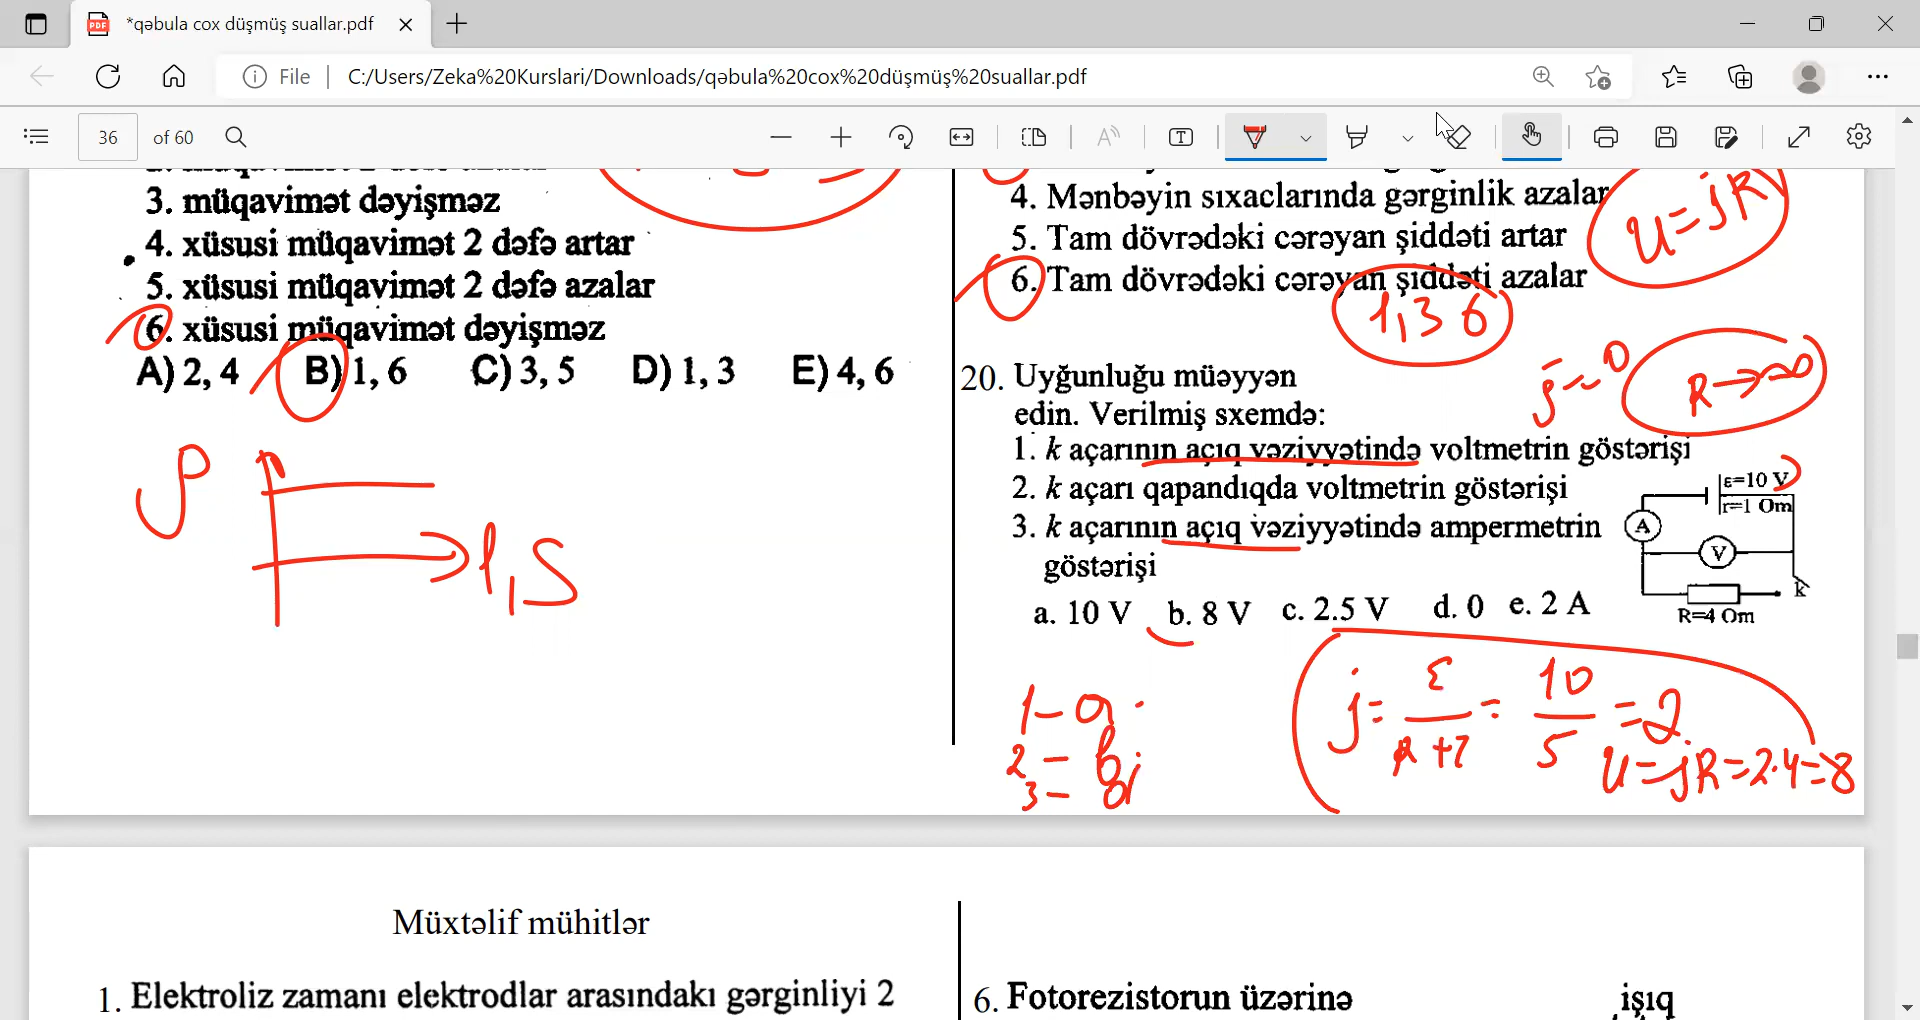 *qəbula cox düşmüş suallar.pdf
File
C:/Users/Zeka%20Kurslari/Downloads/qəbula%20cox%20düşmüş%20suallar.pdf
36 of 60
3. müqavimət dəyişməz
4. xüsusi müqavimət 2 dəfə artar
5. xüsusi müqavimət 2 dəfə azalar
6. xüsusi müqavimət dəyişməz
A) 2, 4 B) 1, 6 C) 3, 5 D) 1, 3 E) 4, 6
ρ
l, S
4. Mənbəyin sıxaclarında gərginlik azalar
5. Tam dövrədəki cərəyan şiddəti artar
6. Tam dövrədəki cərəyan şiddəti azalar
U=jR
1,3 6
j=0
R→∞
20. Uyğunluğu müəyyən
edin. Verilmiş sxemdə:
1. k açarının açıq vəziyyətində voltmetrin göstərişi
2. k açarı qapandıqda voltmetrin göstərişi
3. k açarının açıq vəziyyətində ampermetrin
göstərişi
a. 10 V b. 8 V c. 2.5 V d. 0 e. 2 A
ε=10 V
r=1 Om
A
V
k
R=4 Om
1-a
2=b
j= ε/R+r = 10/5 =2
U=jR=2·4=8
Müxtəlif mühitlər
1. Elektroliz zamanı elektrodlar arasındakı gərginliyi 2
6. Fotorezistorun üzərinə işıq